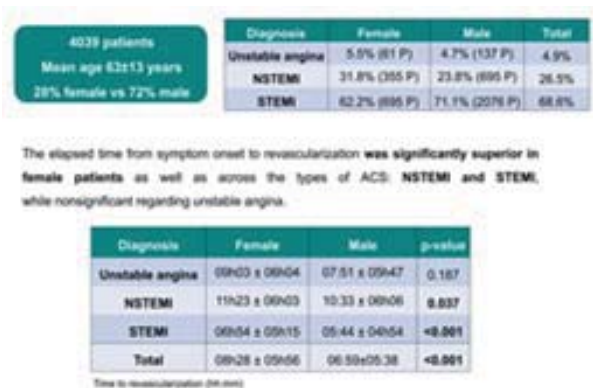 4039 patients
Mean age 63±13 years
28% female vs 72% male
Diagnosis Female Male Total
Unstable angina 5.5% (61 P) 4.7% (137 P) 4.9%
NSTEMI 31.8% (355 P) 23.8% (695 P) 26.5%
STEMI 62.2% (695 P) 71.1% (2076 P) 68.6%
The elapsed time from symptom onset to revascularization was significantly superior in
female patients as well as across the types of ACS: NSTEMI and STEMI,
while nonsignificant regarding unstable angina.
Diagnosis Female Male p-value
Unstable angina 09h03 ± 06h04 07:51 ± 05h47 0.187
NSTEMI 11h23 ± 06h03 10:33 ± 06h06 0.037
STEMI 06h54 ± 05h15 05:44 ± 04h54 <0.001
Total 08h28 ± 05h56 06:59±05:38 <0.001
Time to revascularization (hh:mm)